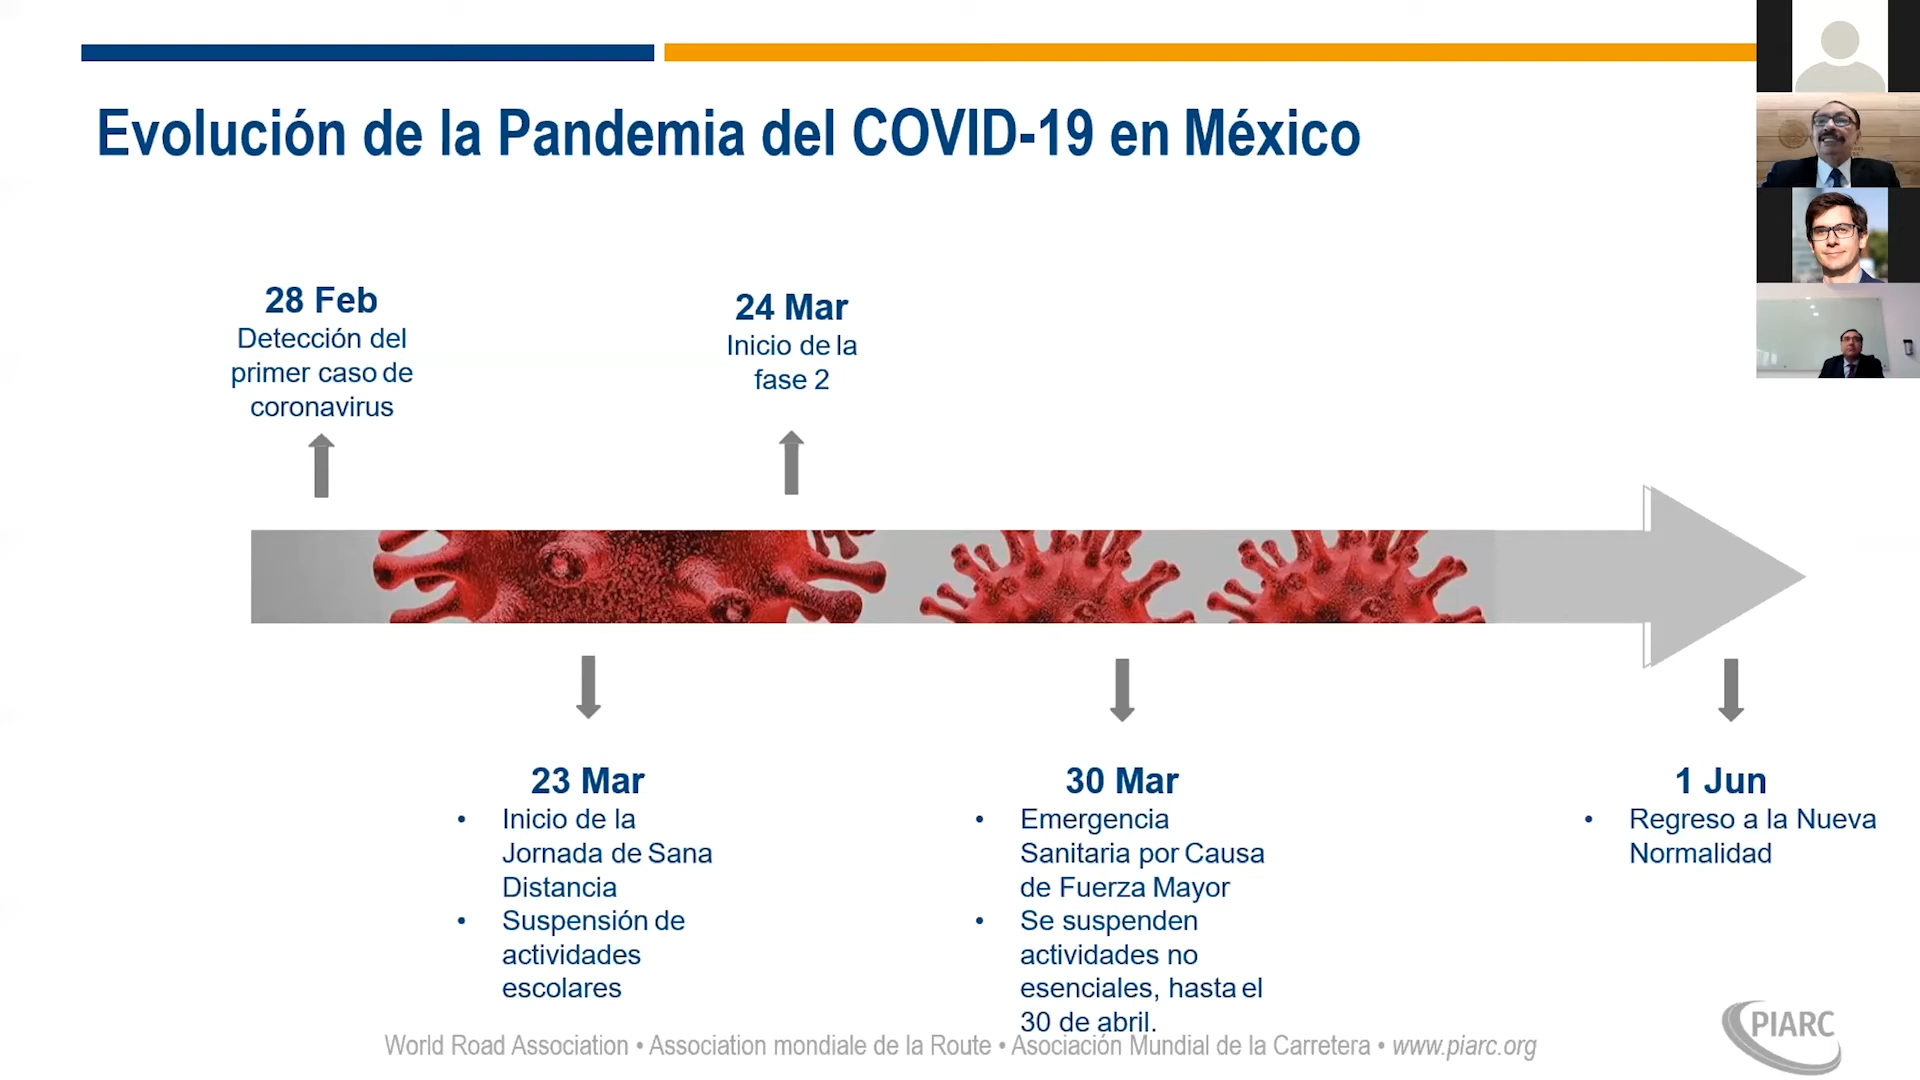 Evolución de la Pandemia del COVID-19 en México
28 Feb
Detección del
primer caso de
coronavirus
24 Mar
Inicio de la
fase 2
23 Mar
• Inicio de la
Jornada de Sana
Distancia
• Suspensión de
actividades
escolares
30 Mar
• Emergencia
Sanitaria por Causa
de Fuerza Mayor
• Se suspenden
actividades no
esenciales, hasta el
30 de abril.
1 Jun
• Regreso a la Nueva
Normalidad
World Road Association • Association mondiale de la Route • Asociación Mundial de la Carretera • www.piarc.org
PIARC